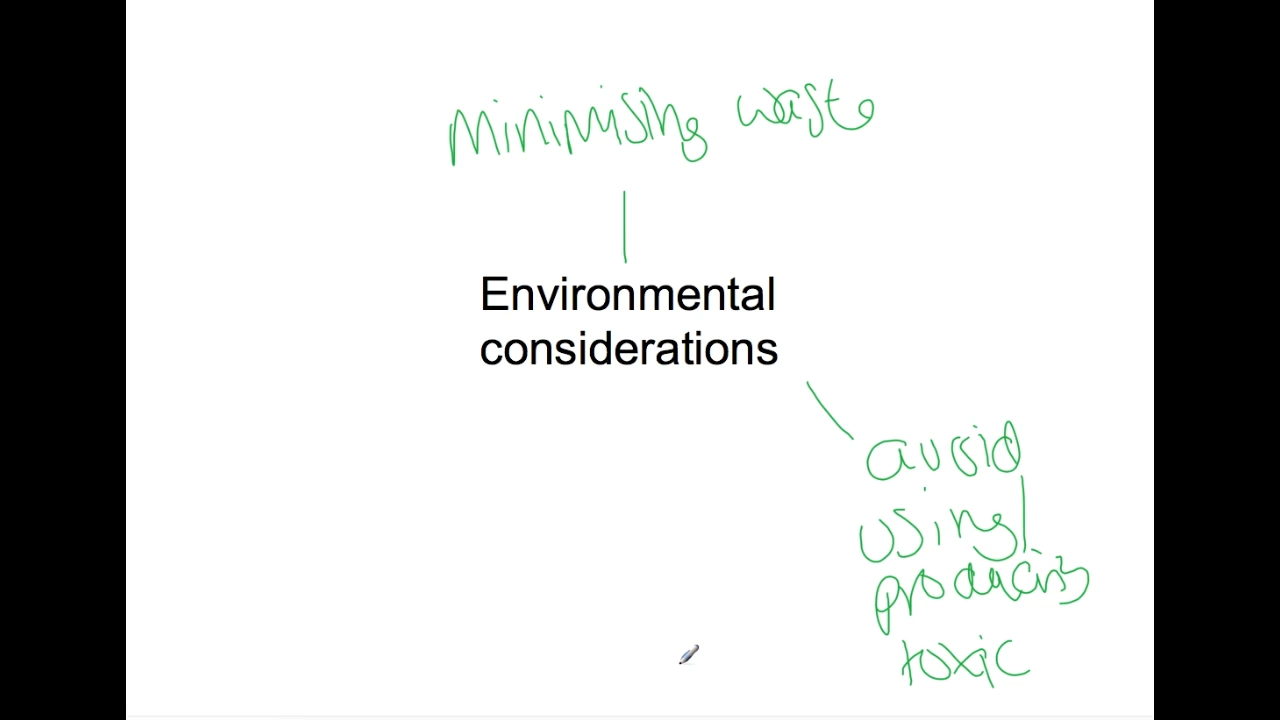 minimising waste
Environmental
considerations
avoid
using/
producing
toxic